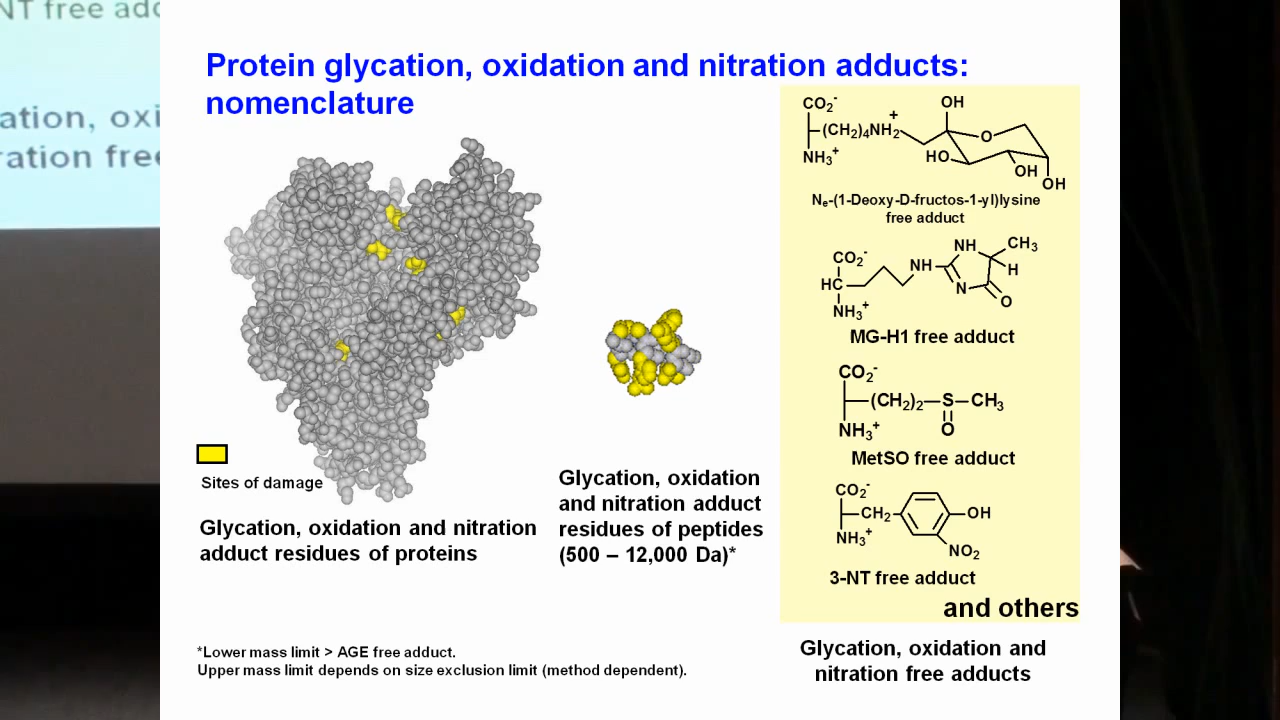 NT free add
ation, oxi
ration free
Protein glycation, oxidation and nitration adducts:
nomenclature
Sites of damage
Glycation, oxidation and nitration
adduct residues of proteins
Glycation, oxidation
and nitration adduct
residues of peptides
(500 – 12,000 Da)*
*Lower mass limit > AGE free adduct.
Upper mass limit depends on size exclusion limit (method dependent).
CO2-
(CH2)4NH2+
NH3+
OH
O
HO
OH
OH
Ne-(1-Deoxy-D-fructos-1-yl)lysine
free adduct
CO2-
HC
NH3+
NH
NH
N
CH3
H
O
MG-H1 free adduct
CO2-
(CH2)2—S—CH3
NH3+
O
MetSO free adduct
CO2-
CH2
OH
NH3+
NO2
3-NT free adduct
and others
Glycation, oxidation and
nitration free adducts